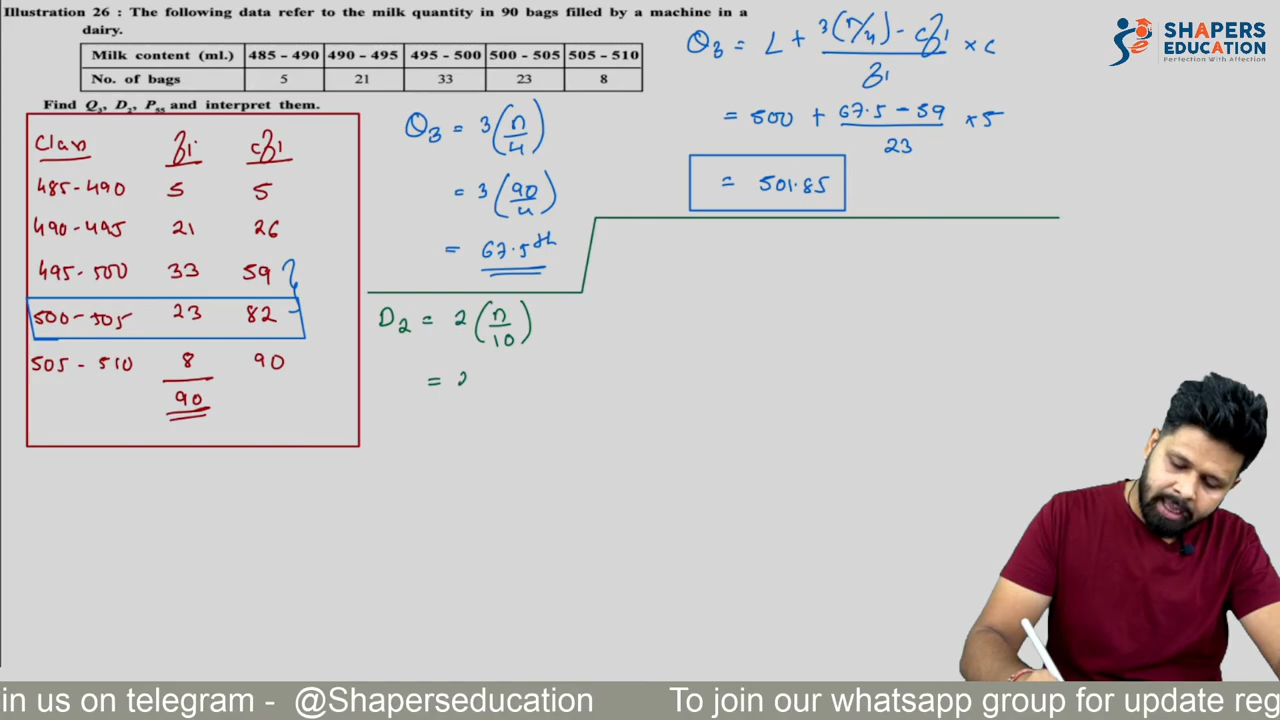 Illustration 26 : The following data refer to the milk quantity in 90 bags filled by a machine in a
dairy.
Milk content (ml.) 485 – 490 490 – 495 495 – 500 500 – 505 505 – 510
No. of bags 5 21 33 23 8
Find Q₃, D₂, P₅₅ and interpret them.
Class fi cfi
485-490 5 5
490-495 21 26
495-500 33 59
500-505 23 82
505-510 8 90
90
Q3 = 3(n/4)
= 3(90/4)
= 67.5th
Q3 = L + 3(n/4) - cfi / fi × c
= 500 + 67.5 - 59 / 23 × 5
= 501.85
D2 = 2(n/10)
= 2
SHAPERS
EDUCATION
Perfection With Affection
in us on telegram - @Shaperseducation To join our whatsapp group for update reg